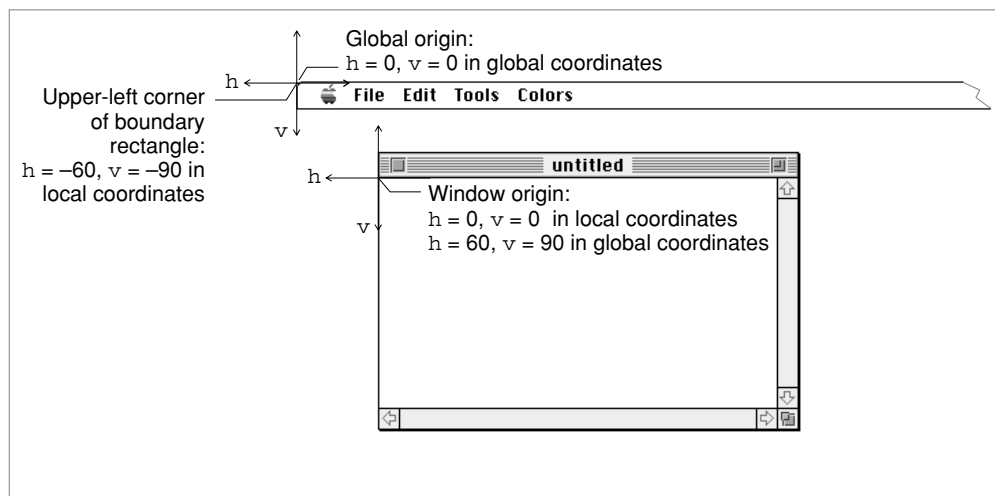 Global origin:
h = 0, v = 0 in global coordinates
h
File Edit Tools Colors
v
Upper-left corner
of boundary
rectangle:
h = –60, v = –90 in
local coordinates
untitled
h
Window origin:
h = 0, v = 0 in local coordinates
v
h = 60, v = 90 in global coordinates